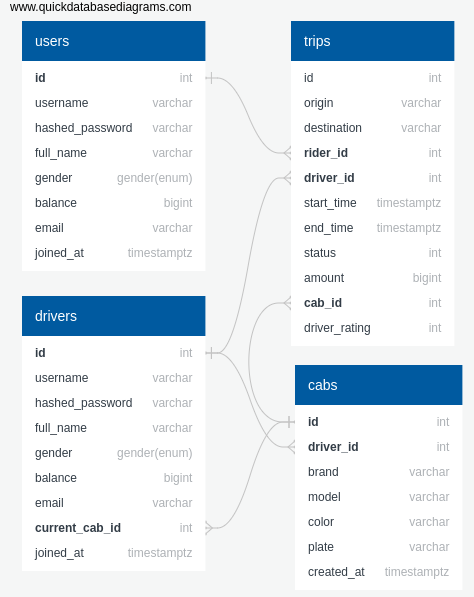 www.quickdatabasediagrams.com
users
id int
username varchar
hashed_password varchar
full_name varchar
gender gender(enum)
balance bigint
email varchar
joined_at timestamptz
trips
id int
origin varchar
destination varchar
rider_id int
driver_id int
start_time timestamptz
end_time timestamptz
status int
amount bigint
cab_id int
driver_rating int
drivers
id int
username varchar
hashed_password varchar
full_name varchar
gender gender(enum)
balance bigint
email varchar
current_cab_id int
joined_at timestamptz
cabs
id int
driver_id int
brand varchar
model varchar
color varchar
plate varchar
created_at timestamptz